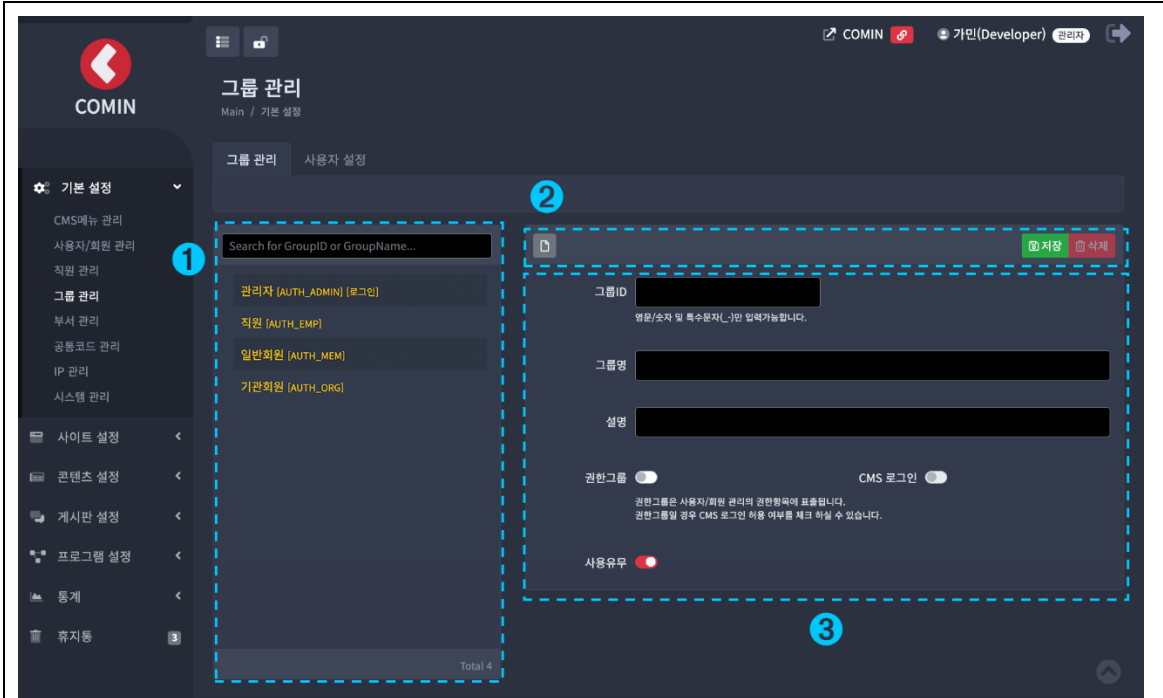 COMIN
가민(Developer) 관리자
COMIN
그룹 관리
Main / 기본 설정
그룹 관리
사용자 설정
기본 설정
CMS메뉴 관리
사용자/회원 관리
직원 관리
그룹 관리
부서 관리
공통코드 관리
IP 관리
시스템 관리
사이트 설정
콘텐츠 설정
게시판 설정
프로그램 설정
통계
휴지통 3
1
Search for GroupID or GroupName...
관리자 [AUTH_ADMIN] [로그인]
직원 [AUTH_EMP]
일반회원 [AUTH_MEM]
기관회원 [AUTH_ORG]
Total 4
2
저장 삭제
그룹ID
영문/숫자 및 특수문자(_-)만 입력가능합니다.
그룹명
설명
권한그룹 CMS 로그인
권한그룹은 사용자/회원 관리의 권한항목에 표출됩니다.
권한그룹일 경우 CMS 로그인 허용 여부를 체크 하실 수 있습니다.
사용유무
3